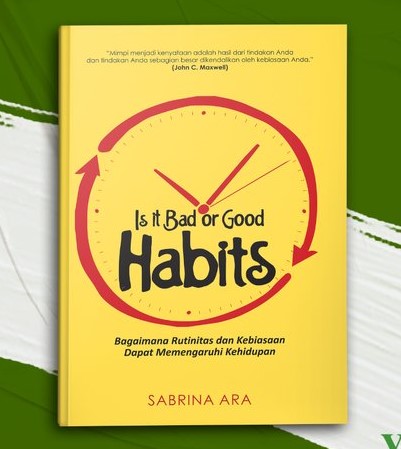 "Mimpi menjadi kenyataan adalah hasil dari tindakan Anda
dan tindakan Anda sebagian besar dikendalikan oleh kebiasaan Anda."
(John C. Maxwell)
Is it Bad or Good
Habits
Bagaimana Rutinitas dan Kebiasaan
Dapat Memengaruhi Kehidupan
SABRINA ARA